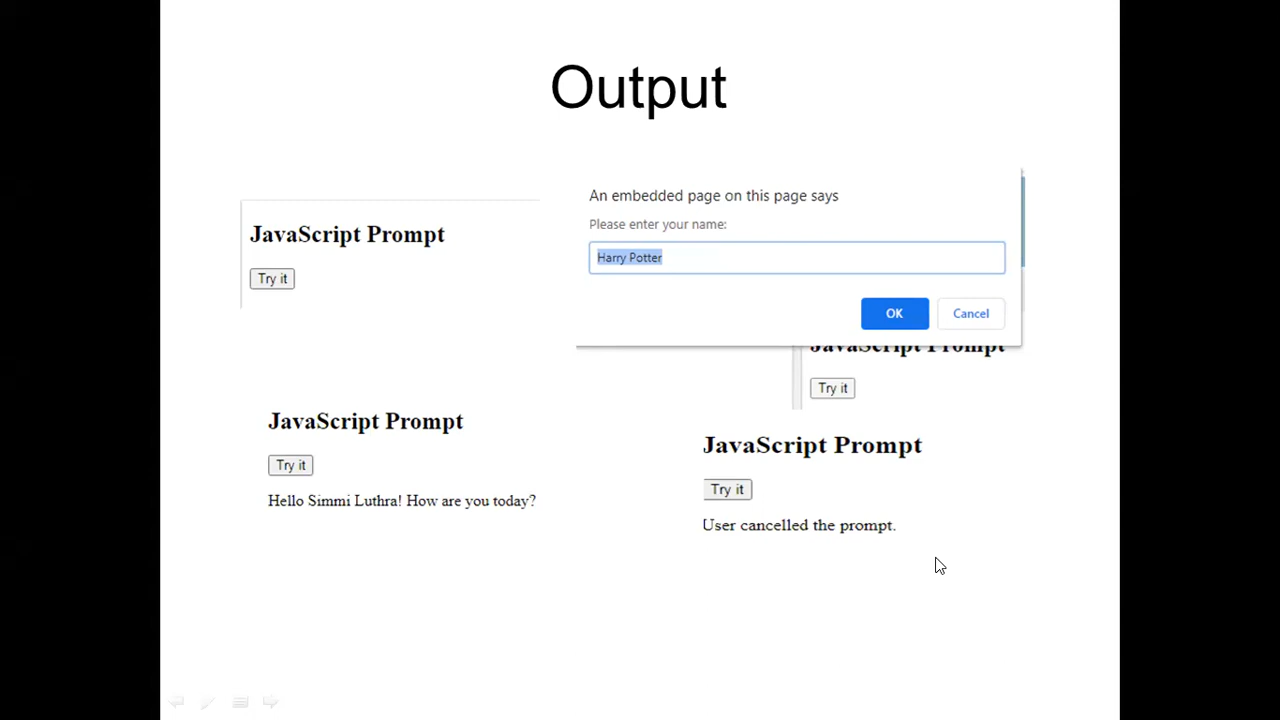 Output
JavaScript Prompt
Try it
An embedded page on this page says
Please enter your name:
Harry Potter
OK
Cancel
JavaScript Prompt
Try it
JavaScript Prompt
Try it
Hello Simmi Luthra! How are you today?
JavaScript Prompt
Try it
User cancelled the prompt.